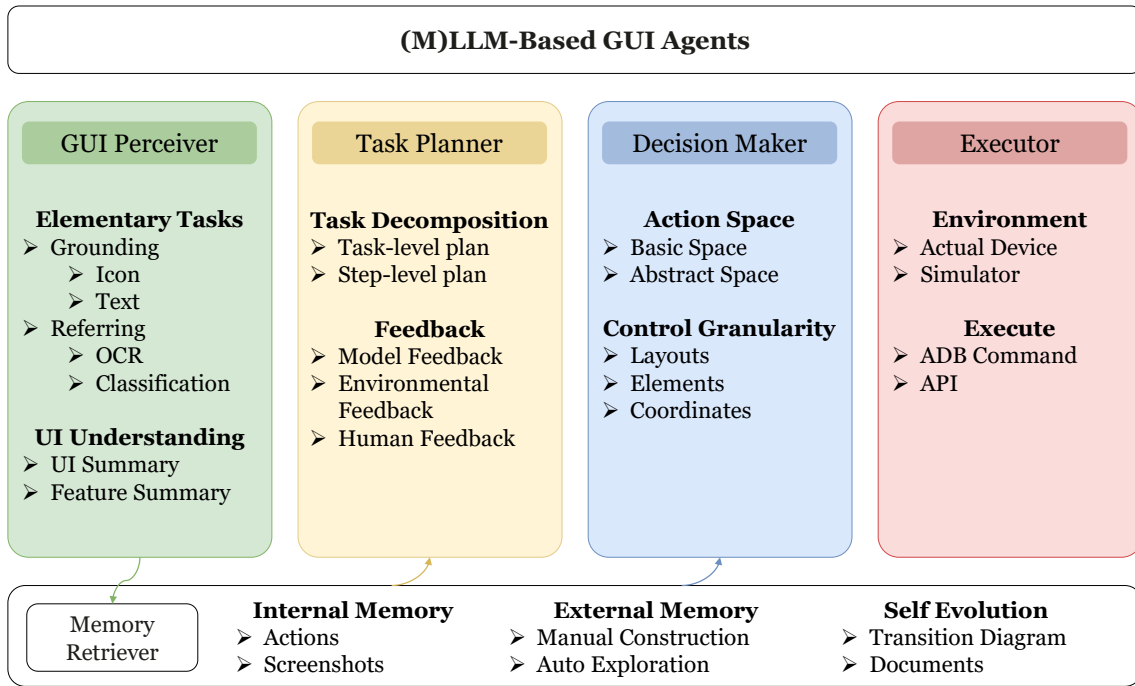 (M)LLM-Based GUI Agents
GUI Perceiver
Elementary Tasks
➢ Grounding
➢ Icon
➢ Text
➢ Referring
➢ OCR
➢ Classification
UI Understanding
➢ UI Summary
➢ Feature Summary
Task Planner
Task Decomposition
➢ Task-level plan
➢ Step-level plan
Feedback
➢ Model Feedback
➢ Environmental
Feedback
➢ Human Feedback
Decision Maker
Action Space
➢ Basic Space
➢ Abstract Space
Control Granularity
➢ Layouts
➢ Elements
➢ Coordinates
Executor
Environment
➢ Actual Device
➢ Simulator
Execute
➢ ADB Command
➢ API
Memory
Retriever
Internal Memory
➢ Actions
➢ Screenshots
External Memory
➢ Manual Construction
➢ Auto Exploration
Self Evolution
➢ Transition Diagram
➢ Documents